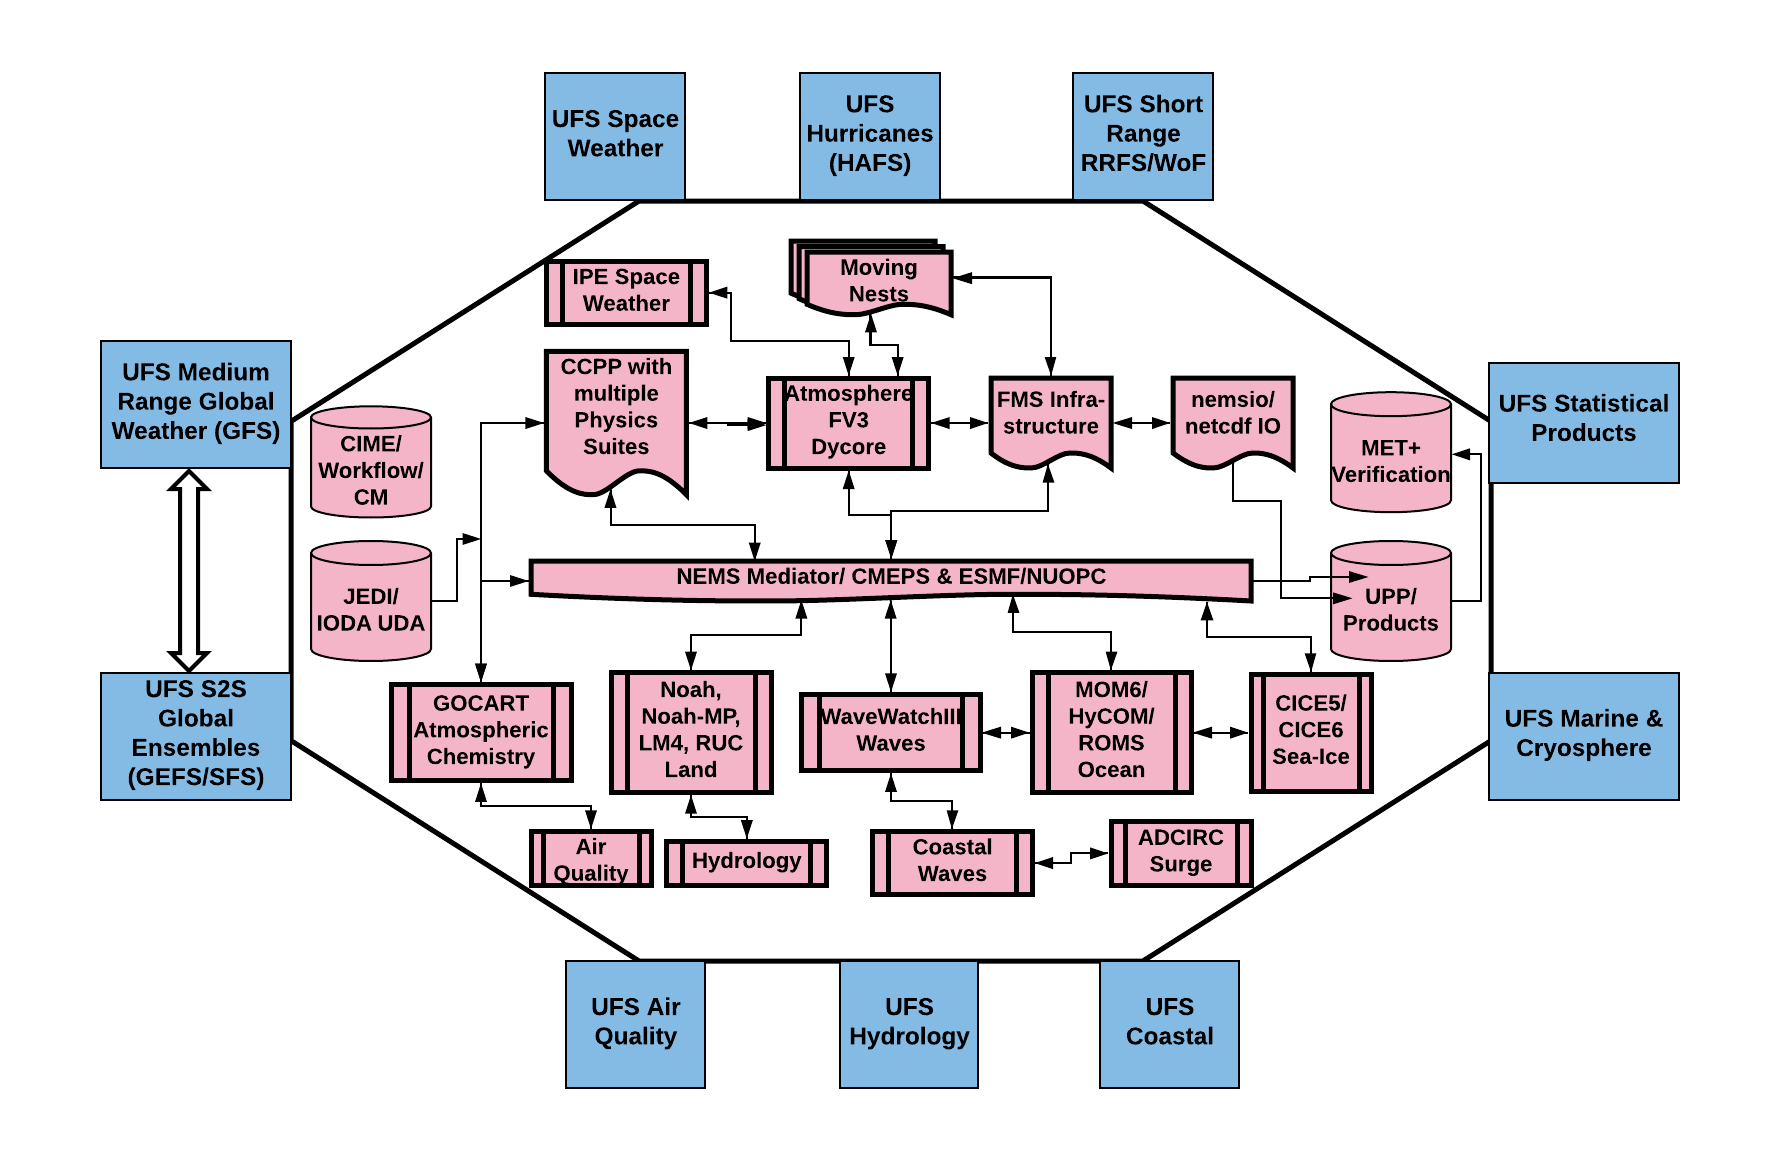 UFS Space
Weather
UFS
Hurricanes
(HAFS)
UFS Short
Range
RRFS/WoF
IPE Space
Weather
Moving
Nests
UFS Medium
Range Global
Weather (GFS)
CIME/
Workflow/
CM
CCPP with
multiple
Physics
Suites
Atmosphere
FV3
Dycore
FMS Infra-
structure
nemsio/
netcdf IO
MET+
Verification
UFS Statistical
Products
JEDI/
IODA UDA
NEMS Mediator/ CMEPS & ESMF/NUOPC
UPP/
Products
UFS S2S
Global
Ensembles
(GEFS/SFS)
GOCART
Atmospheric
Chemistry
Noah,
Noah-MP,
LM4, RUC
Land
WaveWatchIII
Waves
MOM6/
HyCOM/
ROMS
Ocean
CICE5/
CICE6
Sea-Ice
UFS Marine &
Cryosphere
Air
Quality
Hydrology
Coastal
Waves
ADCIRC
Surge
UFS Air
Quality
UFS
Hydrology
UFS
Coastal